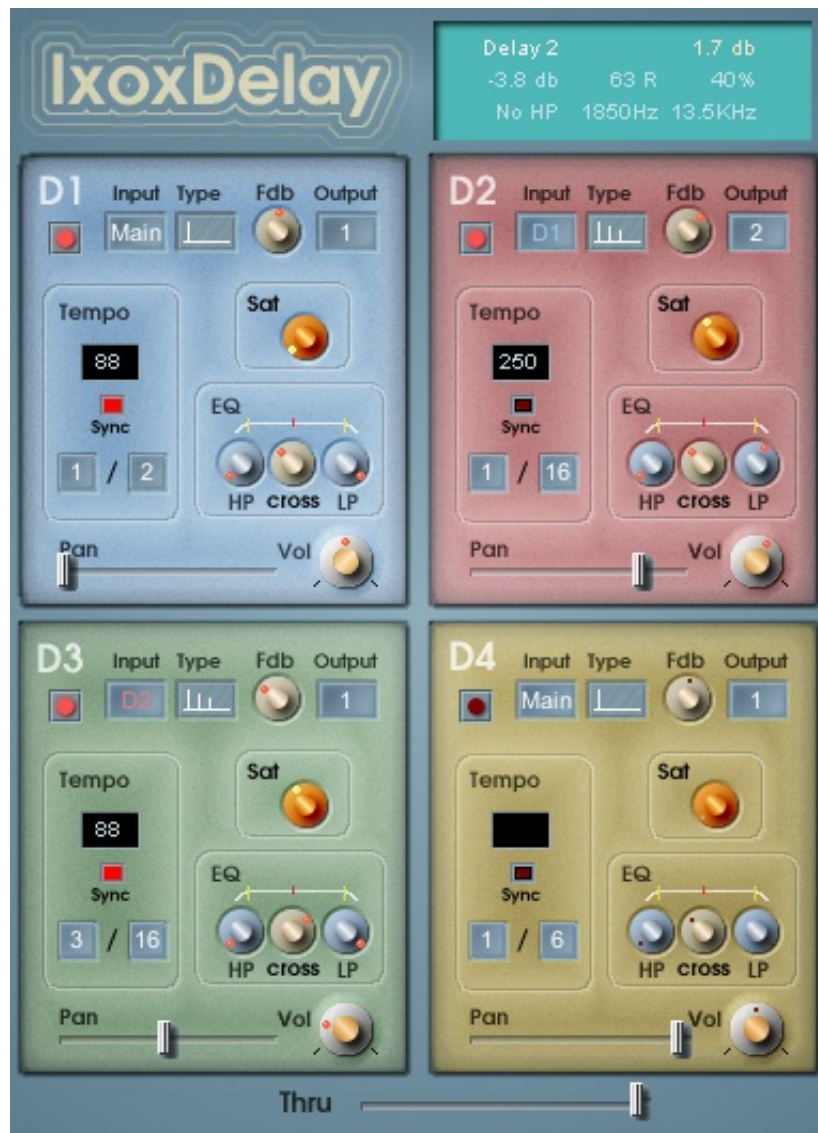 IxoxDelay
Delay 2 1.7 db
-3.8 db 63 R 40%
No HP 1850Hz 13.5KHz
D1 Input Type Fdb Output
Main 1
Tempo Sat
88
Sync
EQ
1 / 2
HP cross LP
Pan Vol
D2 Input Type Fdb Output
D1 2
Tempo Sat
250
Sync
EQ
1 / 16
HP cross LP
Pan Vol
D3 Input Type Fdb Output
D2 1
Tempo Sat
88
Sync
EQ
3 / 16
HP cross LP
Pan Vol
D4 Input Type Fdb Output
Main 1
Tempo Sat
Sync
EQ
1 / 6
HP cross LP
Pan Vol
Thru